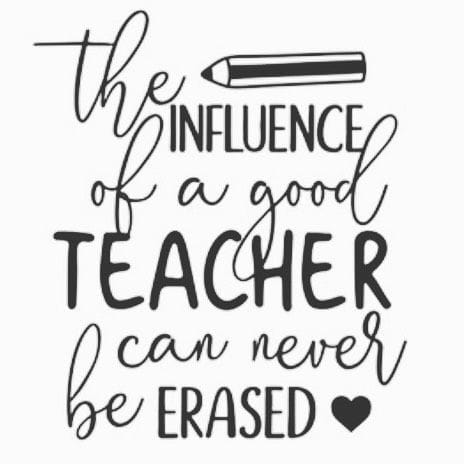 the
INFLUENCE
of a good
TEACHER
can never
be ERASED